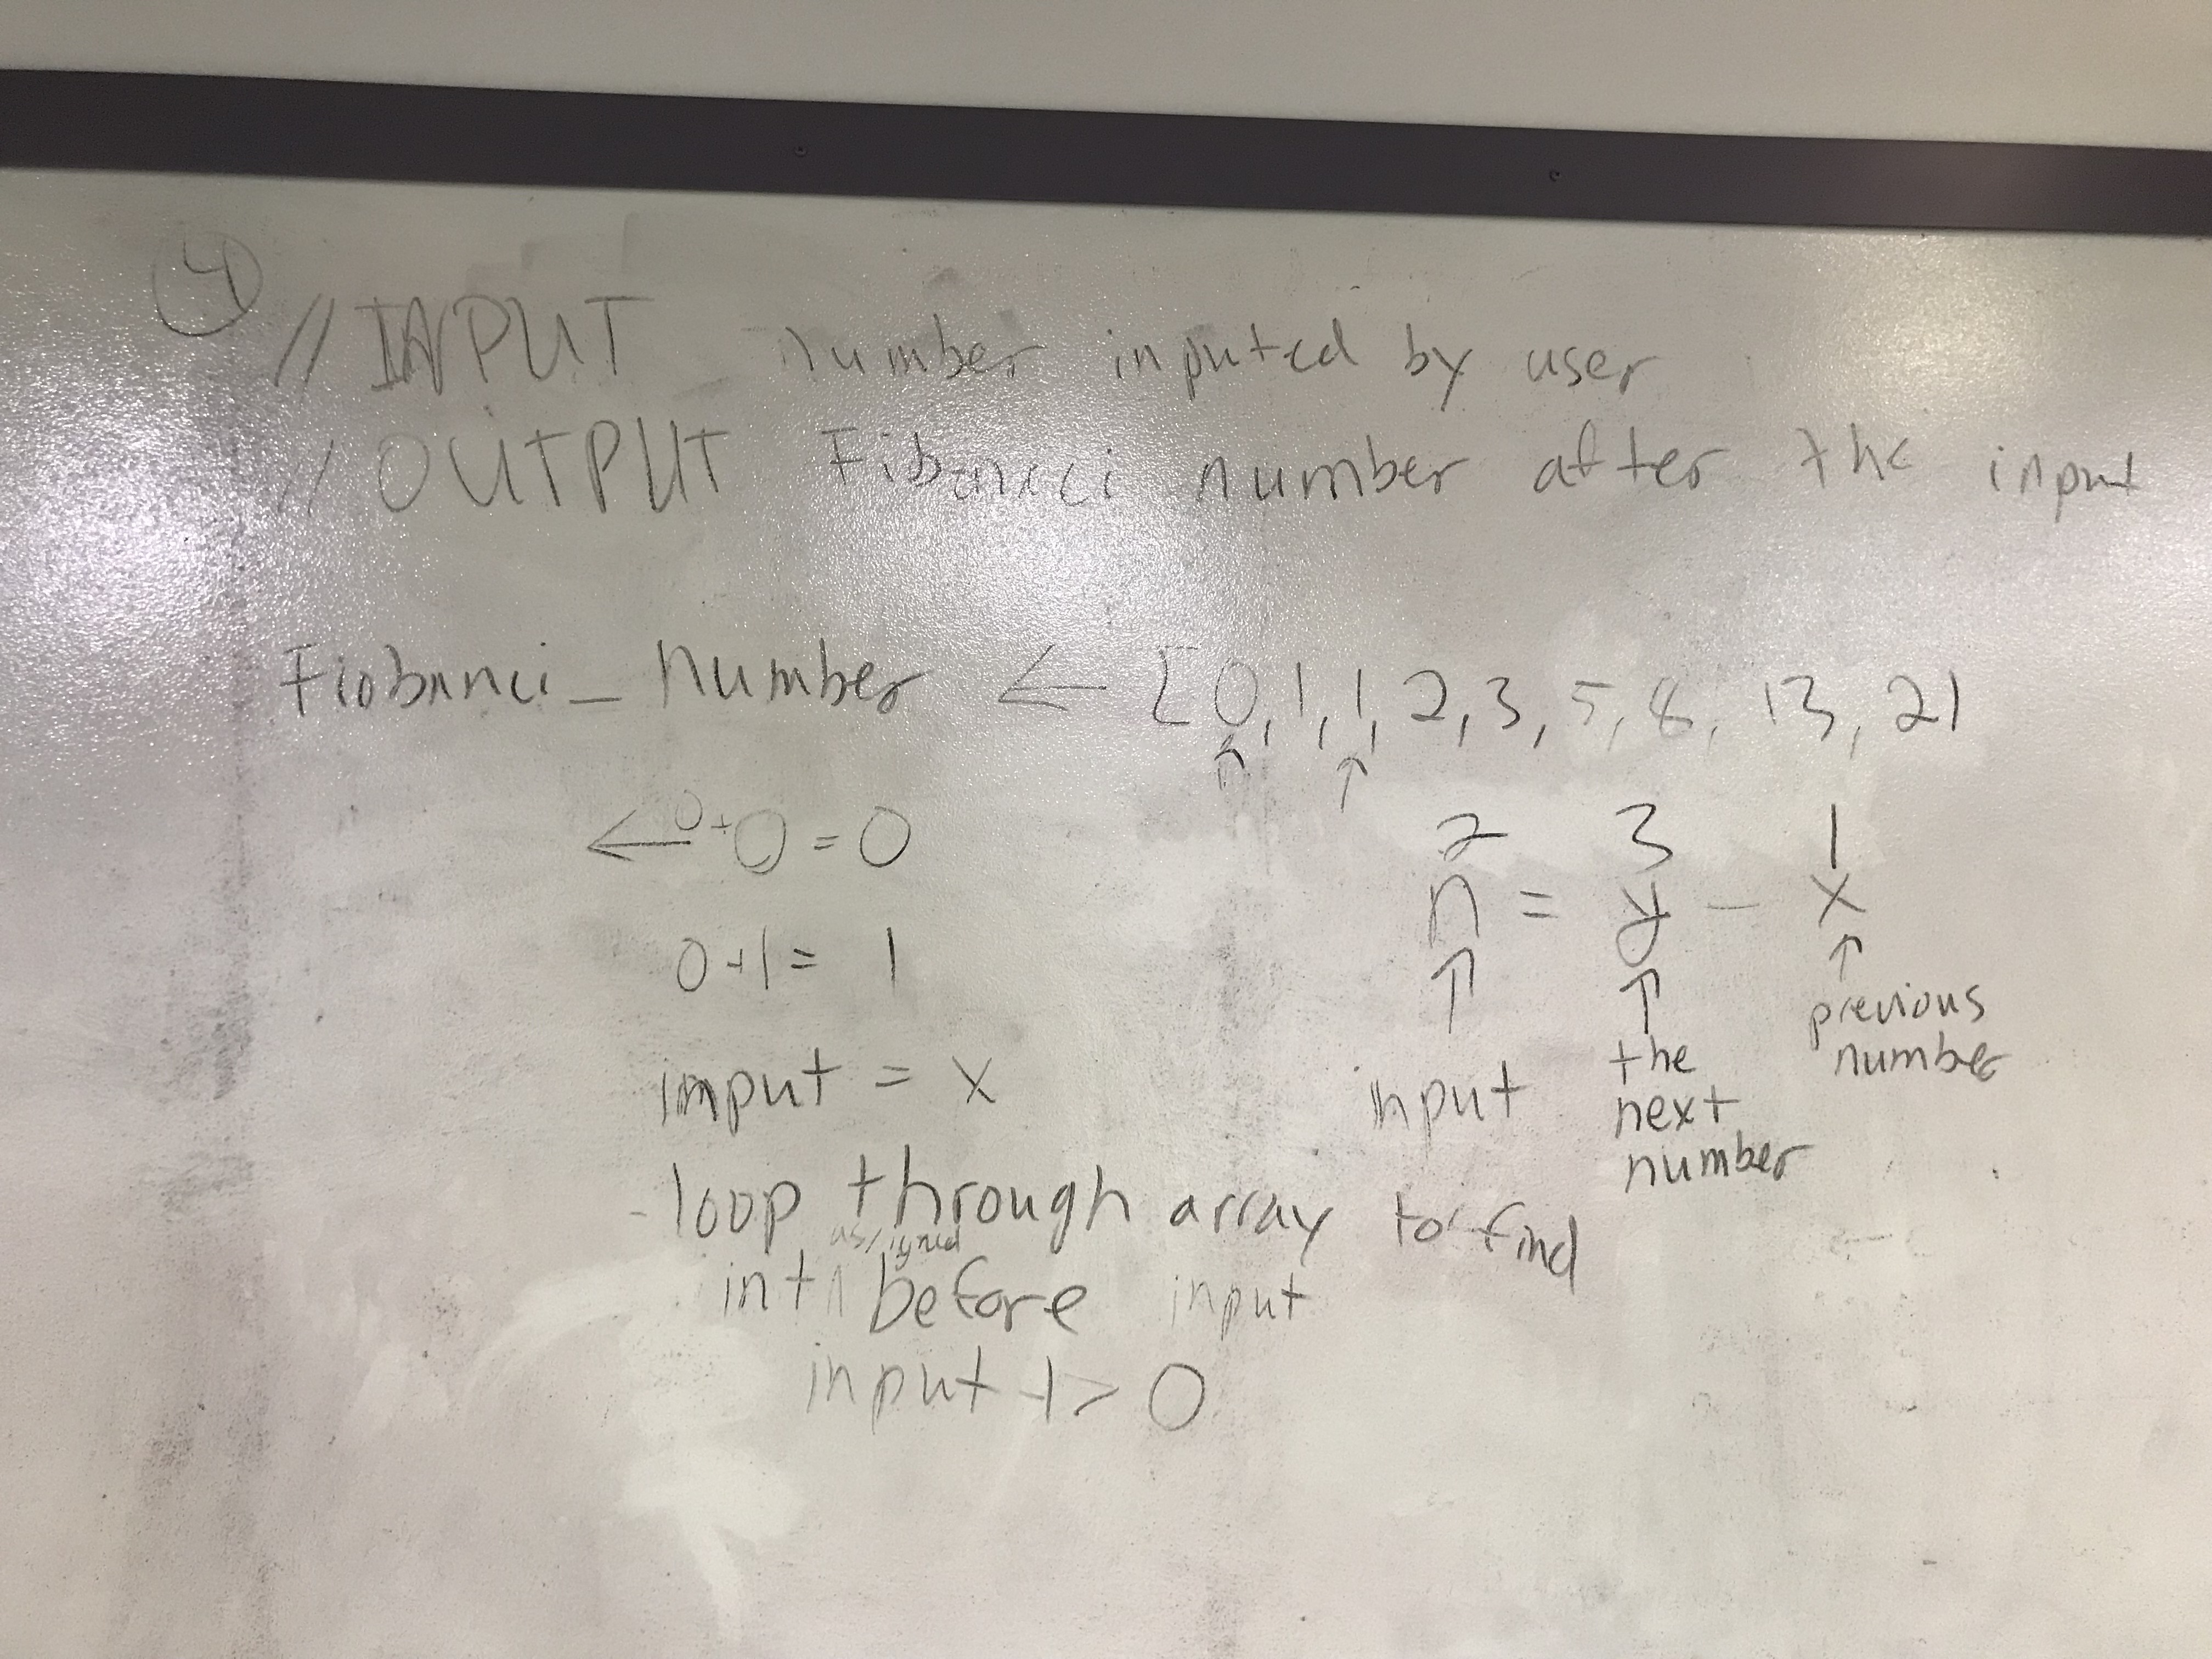 4
// INPUT number inputed by user
// OUTPUT Fibanci number after the input
Fiobanci_number ← [0, 1, 1, 2, 3, 5, 8, 13, 21
← 0+0 = 0
0+1 = 1
input = x
2 3 1
n = y - x
↑ ↑ ↑
input
the
next
number
previous
number
- loop through array to find
assigned
int ^ before input
input -1 > 0